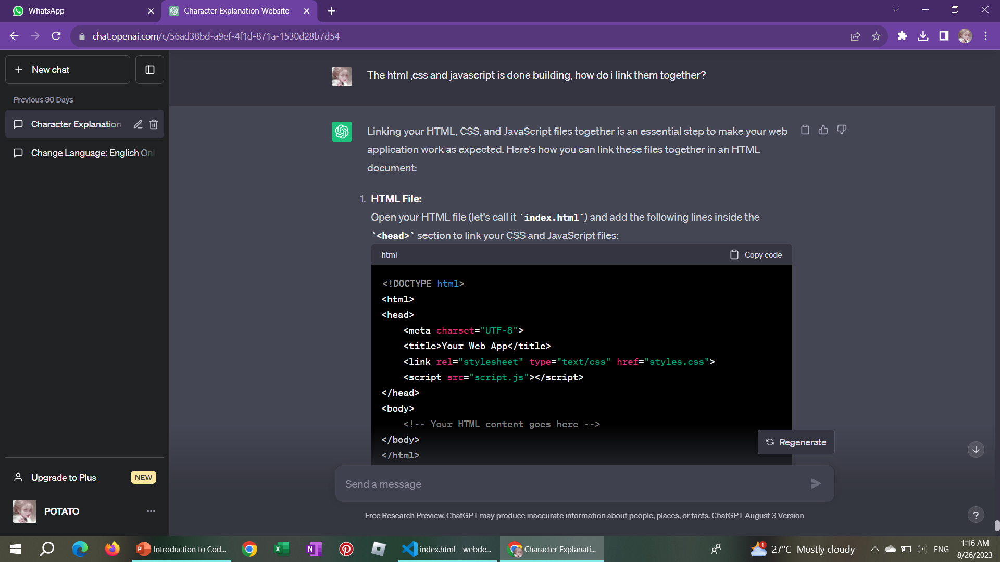 WhatsApp
Character Explanation Website
chat.openai.com/c/56ad38bd-a9ef-4f1d-871a-1530d28b7d54
New chat
Previous 30 Days
Character Explanation
Change Language: English Onl
The html ,css and javascript is done building, how do i link them together?
Linking your HTML, CSS, and JavaScript files together is an essential step to make your web
application work as expected. Here's how you can link these files together in an HTML
document:
1. HTML File:
Open your HTML file (let's call it `index.html`) and add the following lines inside the
`<head>` section to link your CSS and JavaScript files:
html
Copy code
<!DOCTYPE html>
<html>
<head>
<meta charset="UTF-8">
<title>Your Web App</title>
<link rel="stylesheet" type="text/css" href="styles.css">
<script src="script.js"></script>
</head>
<body>
<!-- Your HTML content goes here -->
</body>
</html>
Regenerate
Send a message
Free Research Preview. ChatGPT may produce inaccurate information about people, places, or facts. ChatGPT August 3 Version
?
Upgrade to Plus
NEW
POTATO
Introduction to Cod...
index.html - webde...
Character Explanati...
1
27°C Mostly cloudy
ENG
1:16 AM
8/26/2023